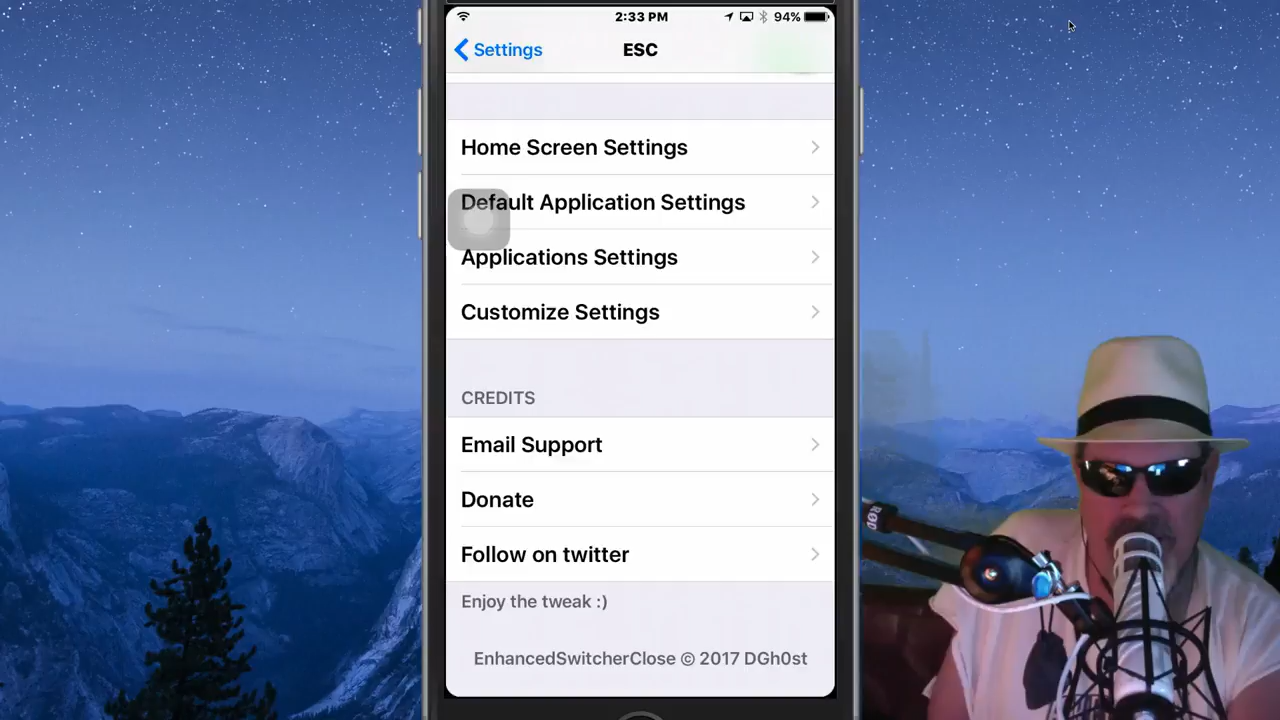 2:33 PM
94%
Settings
ESC
Home Screen Settings
Default Application Settings
Applications Settings
Customize Settings
CREDITS
Email Support
Donate
Follow on twitter
Enjoy the tweak :)
EnhancedSwitcherClose © 2017 DGh0st
RØD